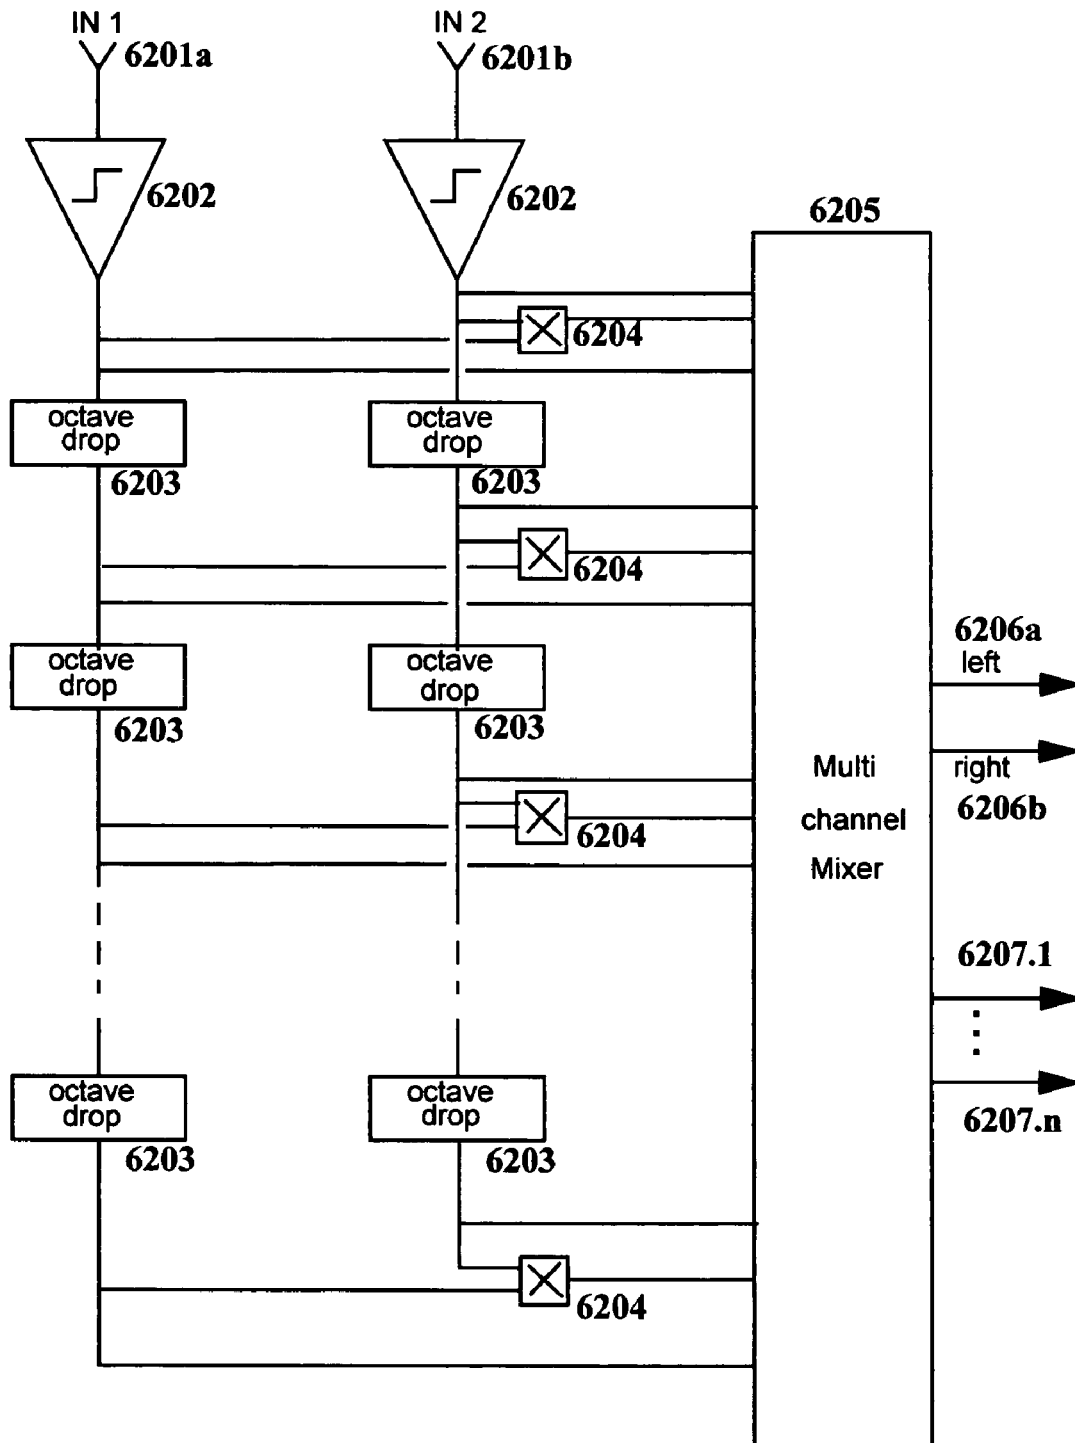 IN 1
IN 2
6201a
6201b
6202
6202
6205
6204
octave
drop
octave
drop
6203
6203
6204
octave
drop
octave
drop
6203
6203
6206a
left
right
6206b
Multi
channel
Mixer
6204
6207.1
octave
drop
octave
drop
6203
6203
6207.n
6204